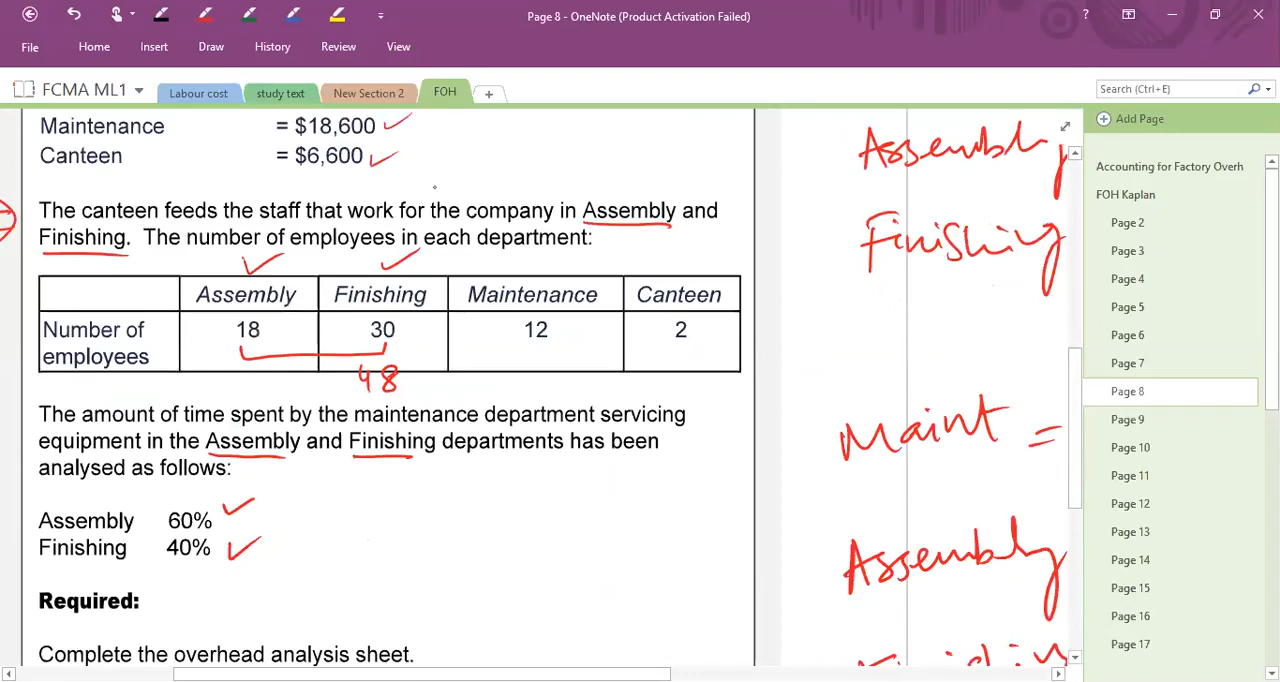 Page 8 - OneNote (Product Activation Failed)
?
File Home Insert Draw History Review View
FCMA ML1 Labour cost study text New Section 2 FOH
Search (Ctrl+E)
Add Page
Maintenance = $18,600
Canteen = $6,600
The canteen feeds the staff that work for the company in Assembly and
Finishing. The number of employees in each department:
Assembly Finishing Maintenance Canteen
Number of employees 18 30 12 2
48
The amount of time spent by the maintenance department servicing
equipment in the Assembly and Finishing departments has been
analysed as follows:
Assembly 60%
Finishing 40%
Required:
Complete the overhead analysis sheet.
Assembly
Finishing
Maint =
Assembly
Accounting for Factory Overh
FOH Kaplan
Page 2
Page 3
Page 4
Page 5
Page 6
Page 7
Page 8
Page 9
Page 10
Page 11
Page 12
Page 13
Page 14
Page 15
Page 16
Page 17